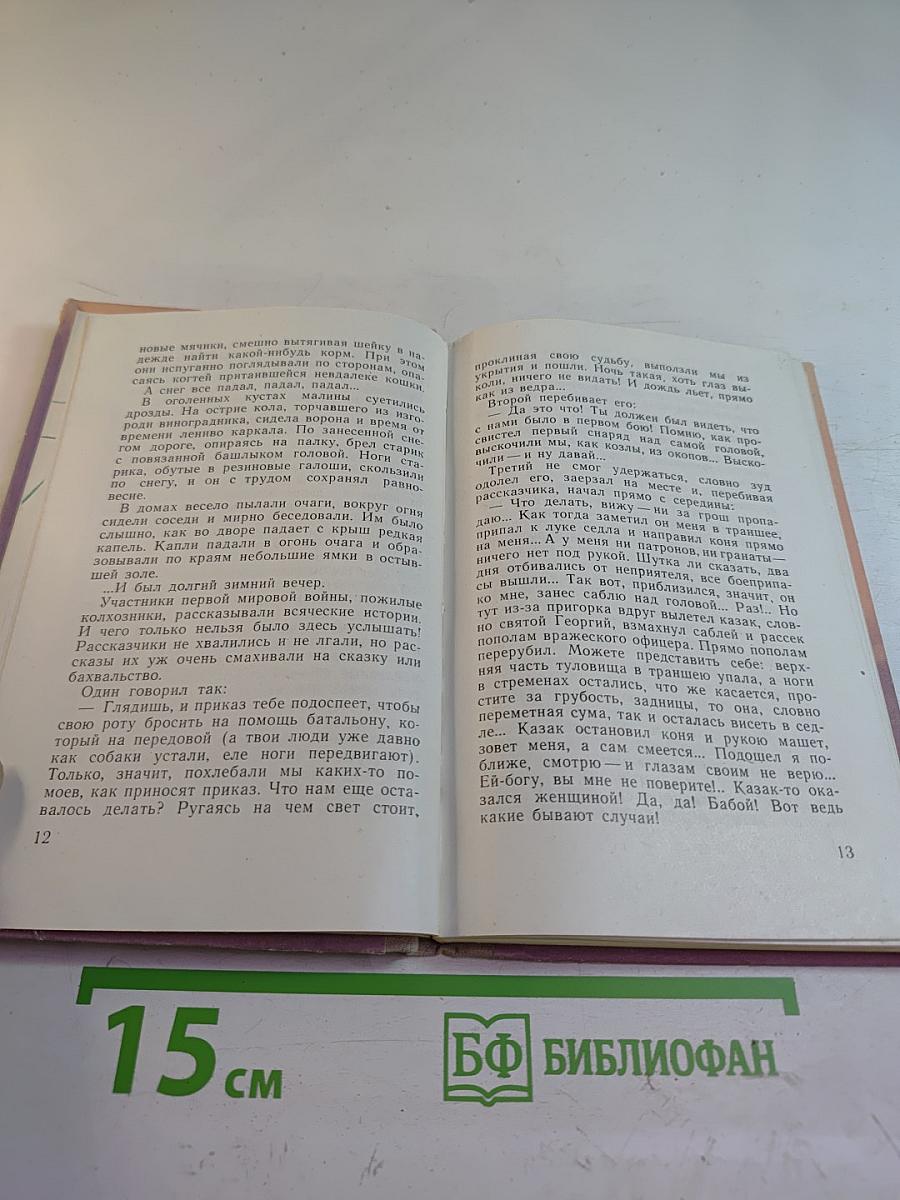 новые мячики, смешно вытягивая шейку в на-
дежде найти какой-нибудь корм. При этом
они испуганно поглядывали по сторонам, опа-
саясь когтей притаившейся невдалеке кошки.
А снег все падал, падал, падал...
В оголенных кустах малины суетились
дрозды. На острие кола, торчавшего из изго-
роди виноградника, сидела ворона и время от
времени лениво каркала. По занесенной сне-
гом дороге, опираясь на палку, брел старик
с повязанной башлыком головой. Ноги ста-
рика, обутые в резиновые галоши, скользили
по снегу, и он с трудом сохранял равно-
весие.
В домах весело пылали очаги, вокруг огня
сидели соседи и мирно беседовали. Им было
слышно, как во дворе падает с крыш редкая
капель. Капли падали в огонь очага и обра-
зовывали по краям небольшие ямки в остыв-
шей золе.
...И был долгий зимний вечер.
Участники первой мировой войны, пожилые
колхозники, рассказывали всяческие истории.
И чего только нельзя было здесь услышать!
Рассказчики не хвалились и не лгали, но рас-
сказы их уж очень смахивали на сказку или
бахвальство.
Один говорил так:
— Глядишь, и приказ тебе подоспеет, чтобы
свою роту бросить на помощь батальону, ко-
торый на передовой (а твои люди уже давно
как собаки устали, еле ноги передвигают).
Только, значит, похлебали мы каких-то по-
моев, как приносят приказ. Что нам еще оста-
валось делать? Ругаясь на чем свет стоит,
12
проклиная свою судьбу, выползли мы из
укрытия и пошли. Ночь такая, хоть глаз вы-
коли, ничего не видать! И дождь льет, прямо
как из ведра...
Второй перебивает его:
— Да это что! Ты должен был видеть, что
с нами было в первом бою! Помню, как про-
свистел первый снаряд над самой головой,
выскочили мы, как козлы, из окопов... Выско-
чили — и ну давай...
Третий не смог удержаться, словно зуд
одолел его, заерзал на месте и, перебивая
рассказчика, начал прямо с середины:
— Что делать, вижу — ни за грош пропа-
даю... Как тогда заметил он меня в траншее,
припал к луке седла и направил коня прямо
на меня... А у меня ни патронов, ни гранаты —
ничего нет под рукой. Шутка ли сказать, два
дня отбивались от неприятеля, все боеприпа-
сы вышли... Так вот, приблизился, значит, он
ко мне, занес саблю над головой... Раз!.. Но
тут из-за пригорка вдруг вылетел казак, слов-
но святой Георгий, взмахнул саблей и рассек
пополам вражеского офицера. Прямо пополам
перерубил. Можете представить себе: верх-
няя часть туловища в траншею упала, а ноги
в стременах остались, что же касается, про-
стите за грубость, задницы, то она, словно
переметная сума, так и осталась висеть в сед-
ле... Казак остановил коня и рукою машет,
зовет меня, а сам смеется... Подошел я по-
ближе, смотрю — и глазам своим не верю...
Ей-богу, вы мне не поверите!.. Казак-то ока-
зался женщиной! Да, да! Бабой! Вот ведь
какие бывают случаи!
13
15 см
БФ БИБЛИОФАН